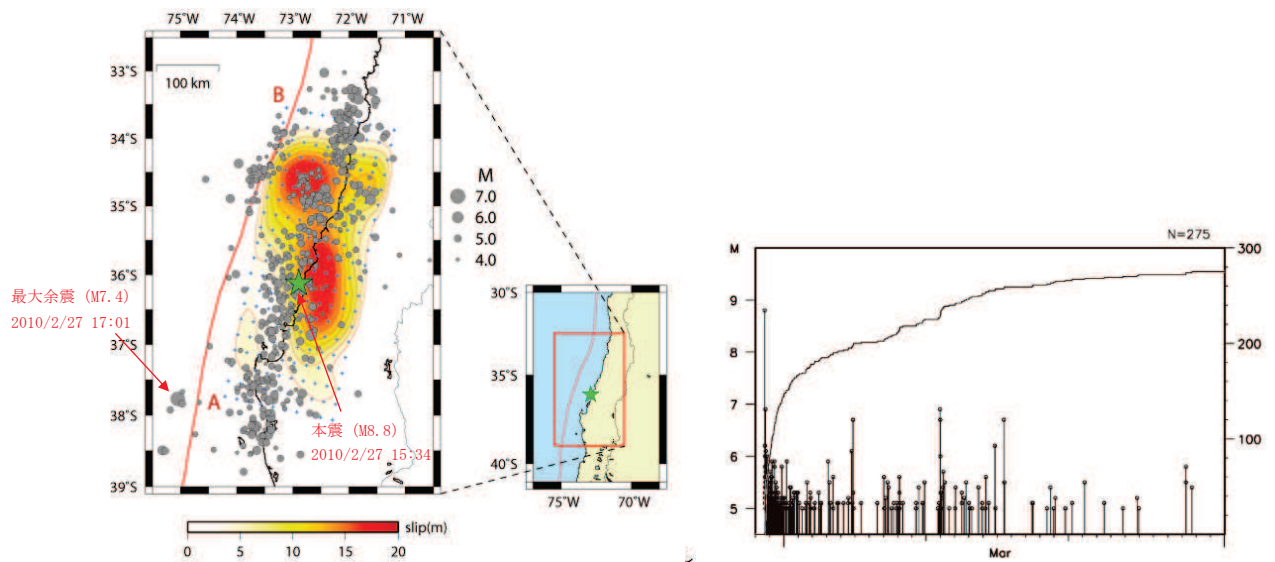 75°W 74°W 73°W 72°W 71°W
33°S
34°S
35°S
36°S
37°S
38°S
39°S
100 km
B
A
M
7.0
6.0
5.0
4.0
最大余震 (M7.4)
2010/2/27 17:01
本震 (M8.8)
2010/2/27 15:34
slip(m)
0 5 10 15 20
30°S
35°S
40°S
75°W 70°W
N=275
M
9
8
7
6
5
300
200
100
Mar